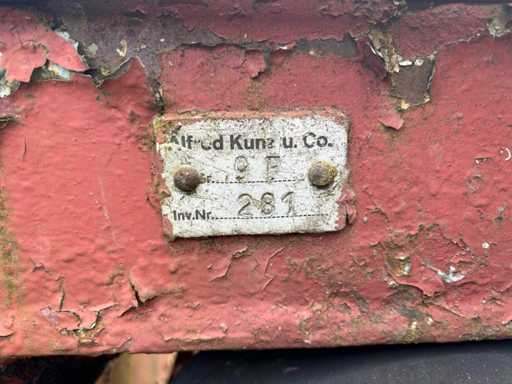 Alfred Kunz u. Co.
9 F
Inv.Nr. 281